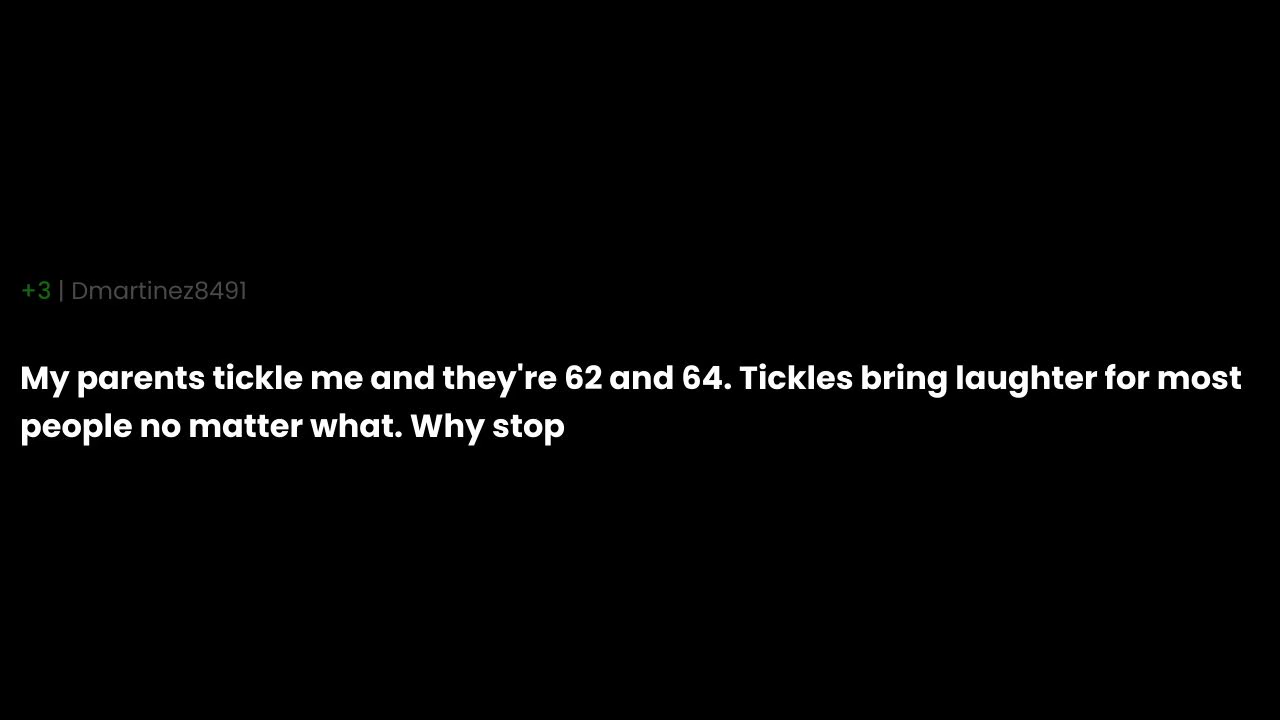 +3 | Dmartinez8491
My parents tickle me and they're 62 and 64. Tickles bring laughter for most
people no matter what. Why stop